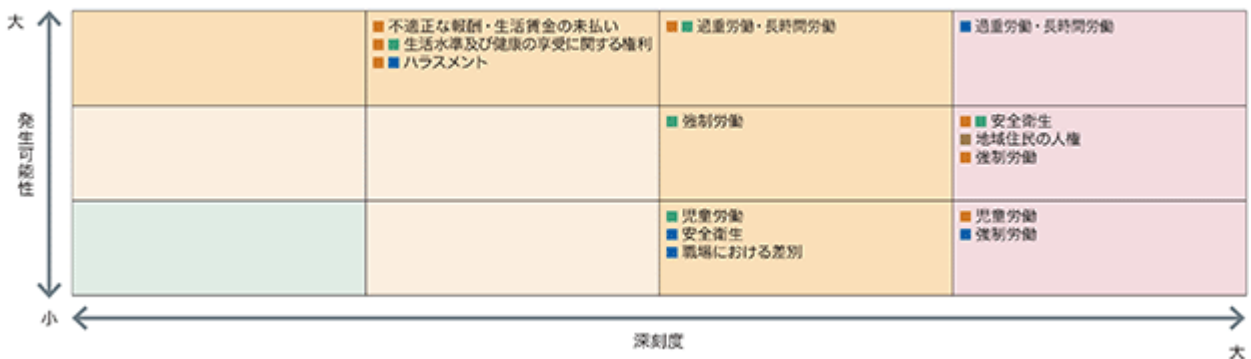 大
不適正な報酬・生活賃金の未払い
生活水準及び健康の享受に関する権利
ハラスメント
過重労働・長時間労働
過重労働・長時間労働
発生可能性
強制労働
安全衛生
地域住民の人権
強制労働
児童労働
安全衛生
職場における差別
児童労働
強制労働
小
深刻度
大